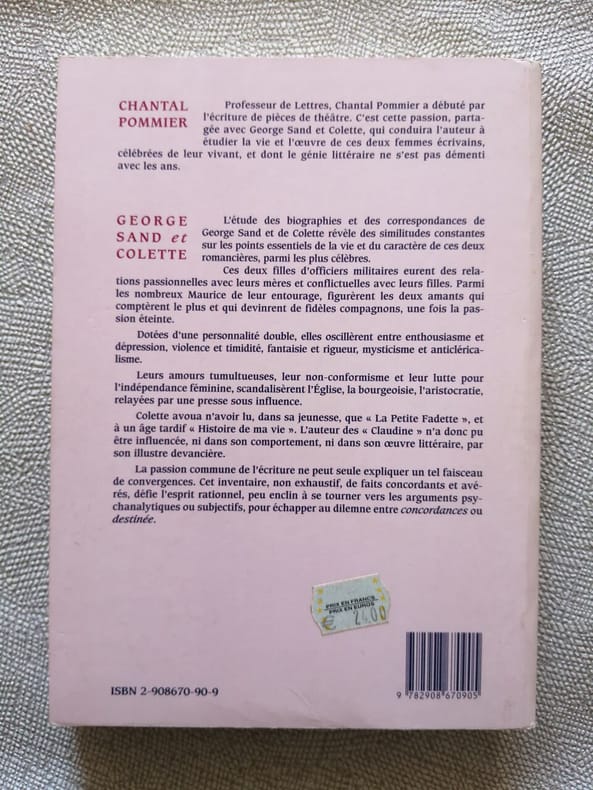 CHANTAL
POMMIER
Professeur de Lettres, Chantal Pommier a débuté par
l'écriture de pièces de théâtre. C'est cette passion, parta-
gée avec George Sand et Colette, qui conduira l'auteur à
étudier la vie et l'œuvre de ces deux femmes écrivains,
célébrées de leur vivant, et dont le génie littéraire ne s'est pas démenti
avec les ans.
GEORGE
SAND et
COLETTE
L'étude des biographies et des correspondances de
George Sand et de Colette révèle des similitudes constantes
sur les points essentiels de la vie et du caractère de ces deux
romancières, parmi les plus célèbres.
Ces deux filles d'officiers militaires eurent des rela-
tions passionnelles avec leurs mères et conflictuelles avec leurs filles. Parmi
les nombreux Maurice de leur entourage, figurèrent les deux amants qui
comptèrent le plus et qui devinrent de fidèles compagnons, une fois la pas-
sion éteinte.
Dotées d'une personnalité double, elles oscillèrent entre enthousiasme et
dépression, violence et timidité, fantaisie et rigueur, mysticisme et anticlérica-
lisme.
Leurs amours tumultueuses, leur non-conformisme et leur lutte pour
l'indépendance féminine, scandalisèrent l'Église, la bourgeoisie, l'aristocratie,
relayées par une presse sous influence.
Colette avoua n'avoir lu, dans sa jeunesse, que « La Petite Fadette », et
à un âge tardif « Histoire de ma vie ». L'auteur des « Claudine » n'a donc pu
être influencée, ni dans son comportement, ni dans son œuvre littéraire, par
son illustre devancière.
La passion commune de l'écriture ne peut seule expliquer un tel faisceau
de convergences. Cet inventaire, non exhaustif, de faits concordants et avé-
rés, défie l'esprit rationnel, peu enclin à se tourner vers les arguments psy-
chanalytiques ou subjectifs, pour échapper au dilemme entre concordances ou
destinée.
PRIX EN FRANCS
PRIX EN EUROS
€ 2400
ISBN 2-908670-90-9
9 782908 670905